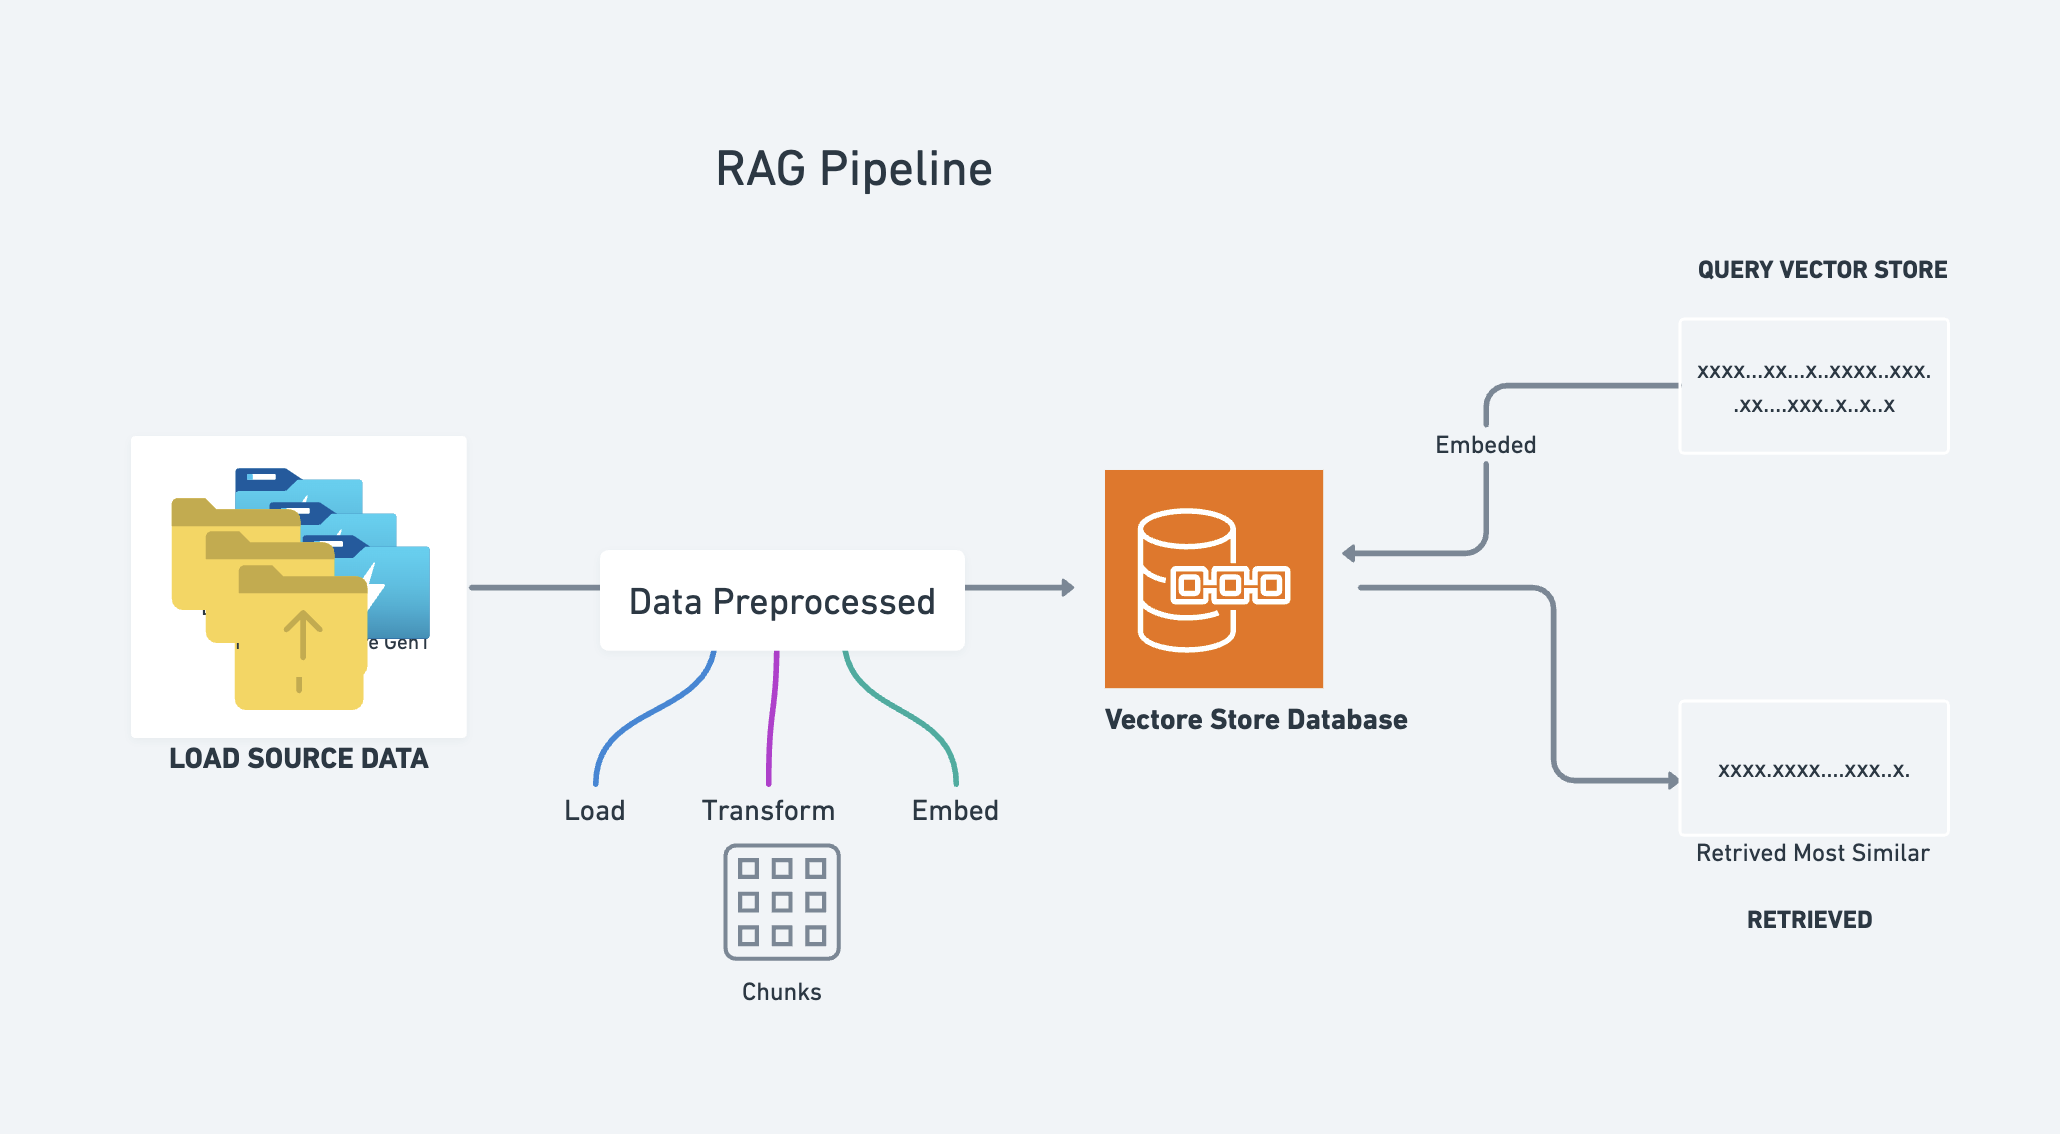 RAG Pipeline
QUERY VECTOR STORE
xxxx...xx...x..xxxx..xxx.
.xx....xxx..x..x..x
Embeded
Data Preprocessed
Gen1
LOAD SOURCE DATA
Vectore Store Database
Load
Transform
Embed
Chunks
xxxx.xxxx....xxx..x.
Retrived Most Similar
RETRIEVED